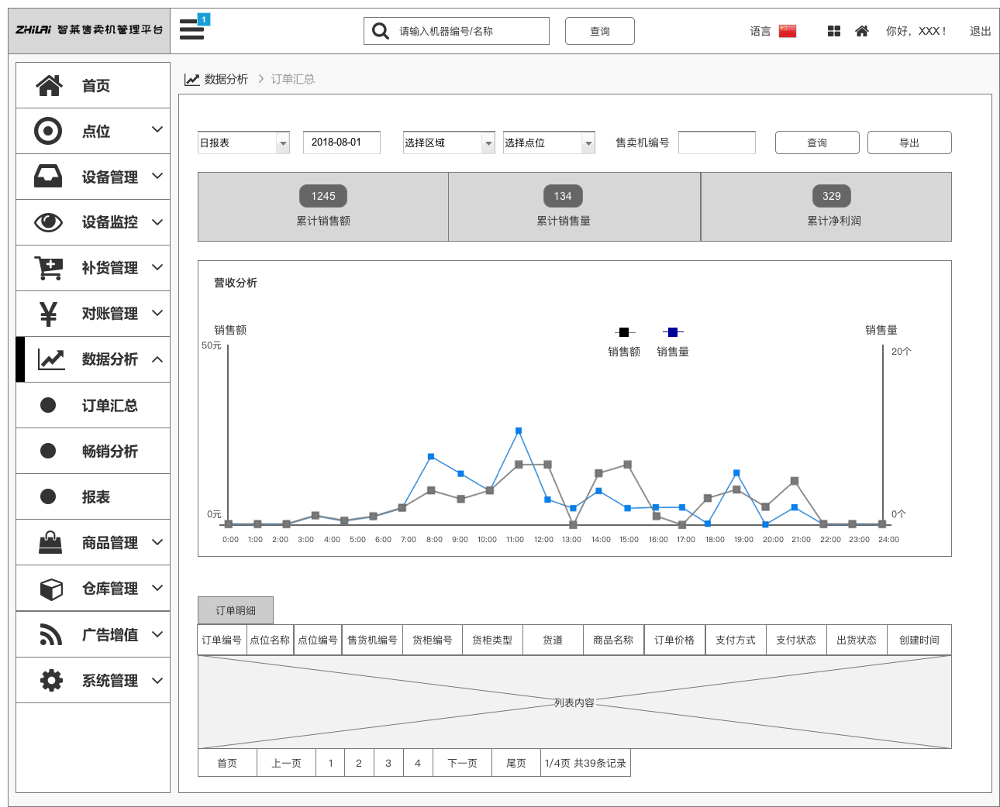 ZHiLAi 智莱售卖机管理平台
1
请输入机器编号/名称
查询
语言
你好，XXX！
退出
首页
点位
设备管理
设备监控
补货管理
对账管理
数据分析
订单汇总
畅销分析
报表
商品管理
仓库管理
广告增值
系统管理
数据分析 > 订单汇总
日报表
2018-08-01
选择区域
选择点位
售卖机编号
查询
导出
1245
累计销售额
134
累计销售量
329
累计净利润
营收分析
销售额
销售量
50元
销售额
销售量
20个
0元
0个
0:00 1:00 2:00 3:00 4:00 5:00 6:00 7:00 8:00 9:00 10:00 11:00 12:00 13:00 14:00 15:00 16:00 17:00 18:00 19:00 20:00 21:00 22:00 23:00 24:00
订单明细
订单编号 点位名称 点位编号 售货机编号 货柜编号 货柜类型 货道 商品名称 订单价格 支付方式 支付状态 出货状态 创建时间
列表内容
首页 上一页 1 2 3 4 下一页 尾页 1/4页 共39条记录